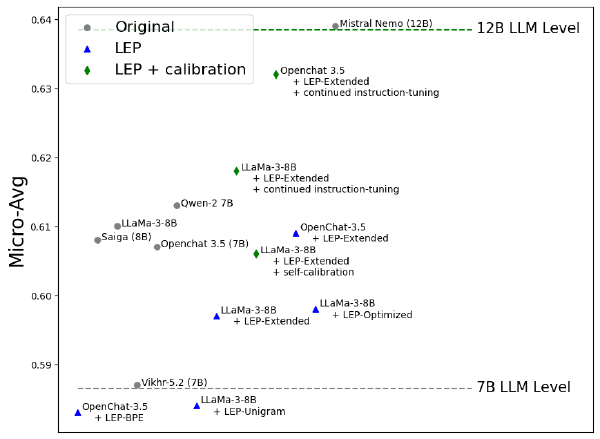 0.64
0.63
0.62
0.61
0.60
0.59
Micro-Avg
Original
LEP
LEP + calibration
Mistral Nemo (12B)
12B LLM Level
Openchat 3.5
+ LEP-Extended
+ continued instruction-tuning
LLaMa-3-8B
+ LEP-Extended
+ continued instruction-tuning
Qwen-2 7B
LLaMa-3-8B
Saiga (8B)
Openchat 3.5 (7B)
OpenChat-3.5
+ LEP-Extended
LLaMa-3-8B
+ LEP-Extended
+ self-calibration
LLaMa-3-8B
+ LEP-Extended
LLaMa-3-8B
+ LEP-Optimized
Vikhr-5.2 (7B)
7B LLM Level
OpenChat-3.5
+ LEP-BPE
LLaMa-3-8B
+ LEP-Unigram